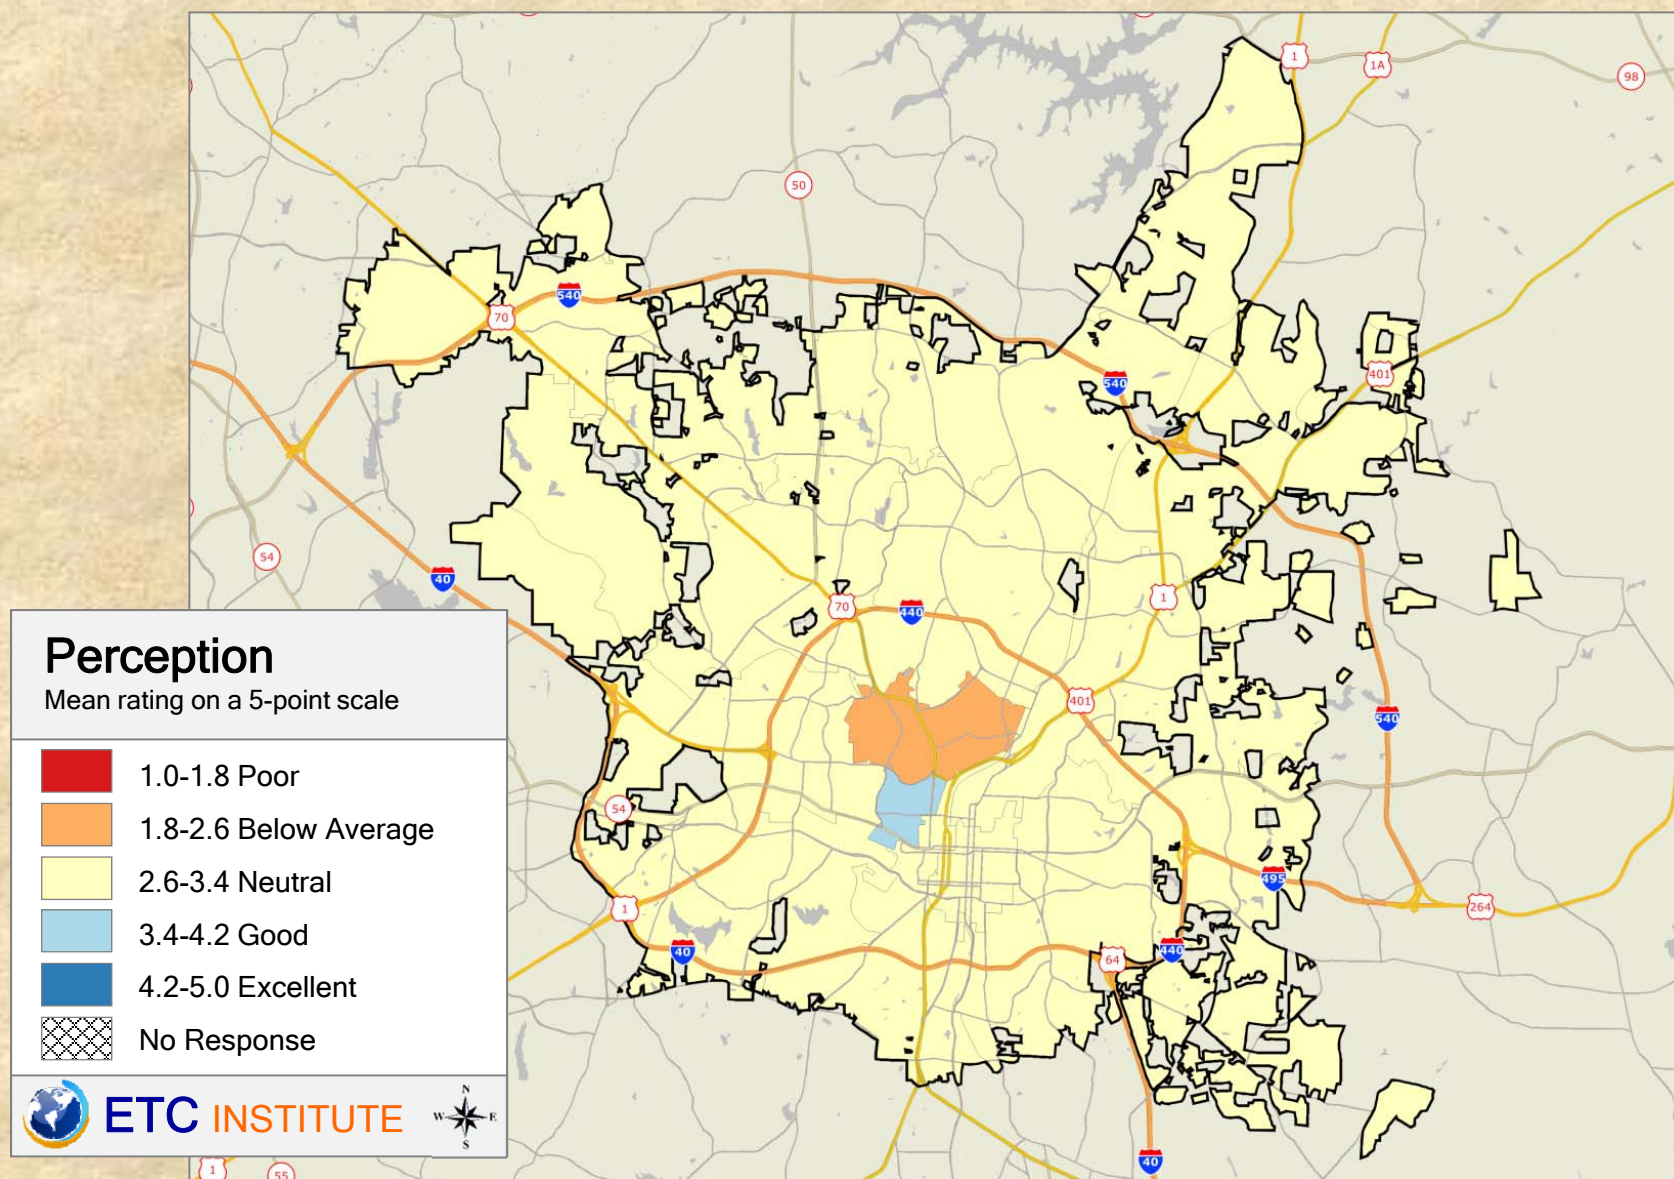 1
1A
98
50
540
70
401
540
54
40
70
440
1
401
540
54
495
1
264
40
64
440
40
1
55
Perception
Mean rating on a 5-point scale
1.0-1.8 Poor
1.8-2.6 Below Average
2.6-3.4 Neutral
3.4-4.2 Good
4.2-5.0 Excellent
No Response
ETC INSTITUTE
N
W E
S